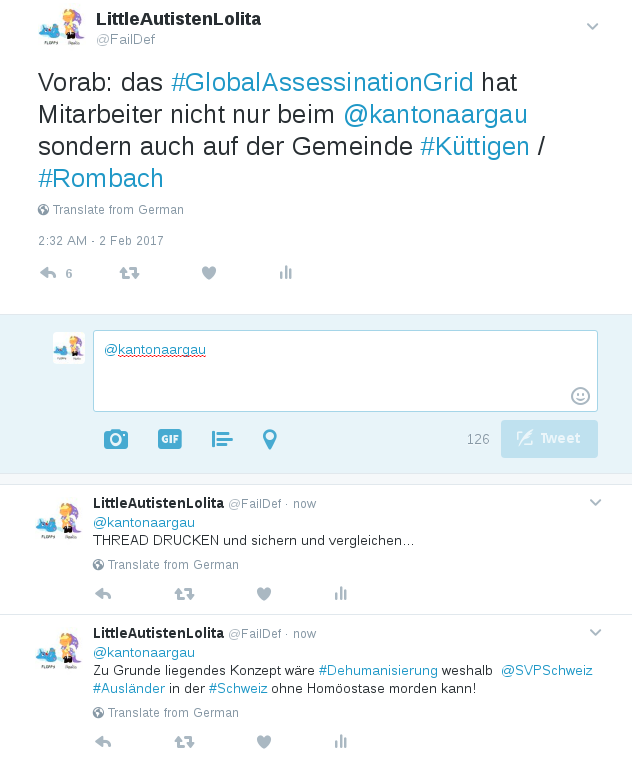 LittleAutistenLolita
@FailDef
Vorab: das #GlobalAssessinationGrid hat
Mitarbeiter nicht nur beim @kantonaargau
sondern auch auf der Gemeinde #Küttigen /
#Rombach
Translate from German
2:32 AM - 2 Feb 2017
6
@kantonaargau
GIF
126 Tweet
LittleAutistenLolita @FailDef · now
@kantonaargau
THREAD DRUCKEN und sichern und vergleichen...
Translate from German
LittleAutistenLolita @FailDef · now
@kantonaargau
Zu Grunde liegendes Konzept wäre #Dehumanisierung weshalb @SVPSchweiz
#Ausländer in der #Schweiz ohne Homöostase morden kann!
Translate from German